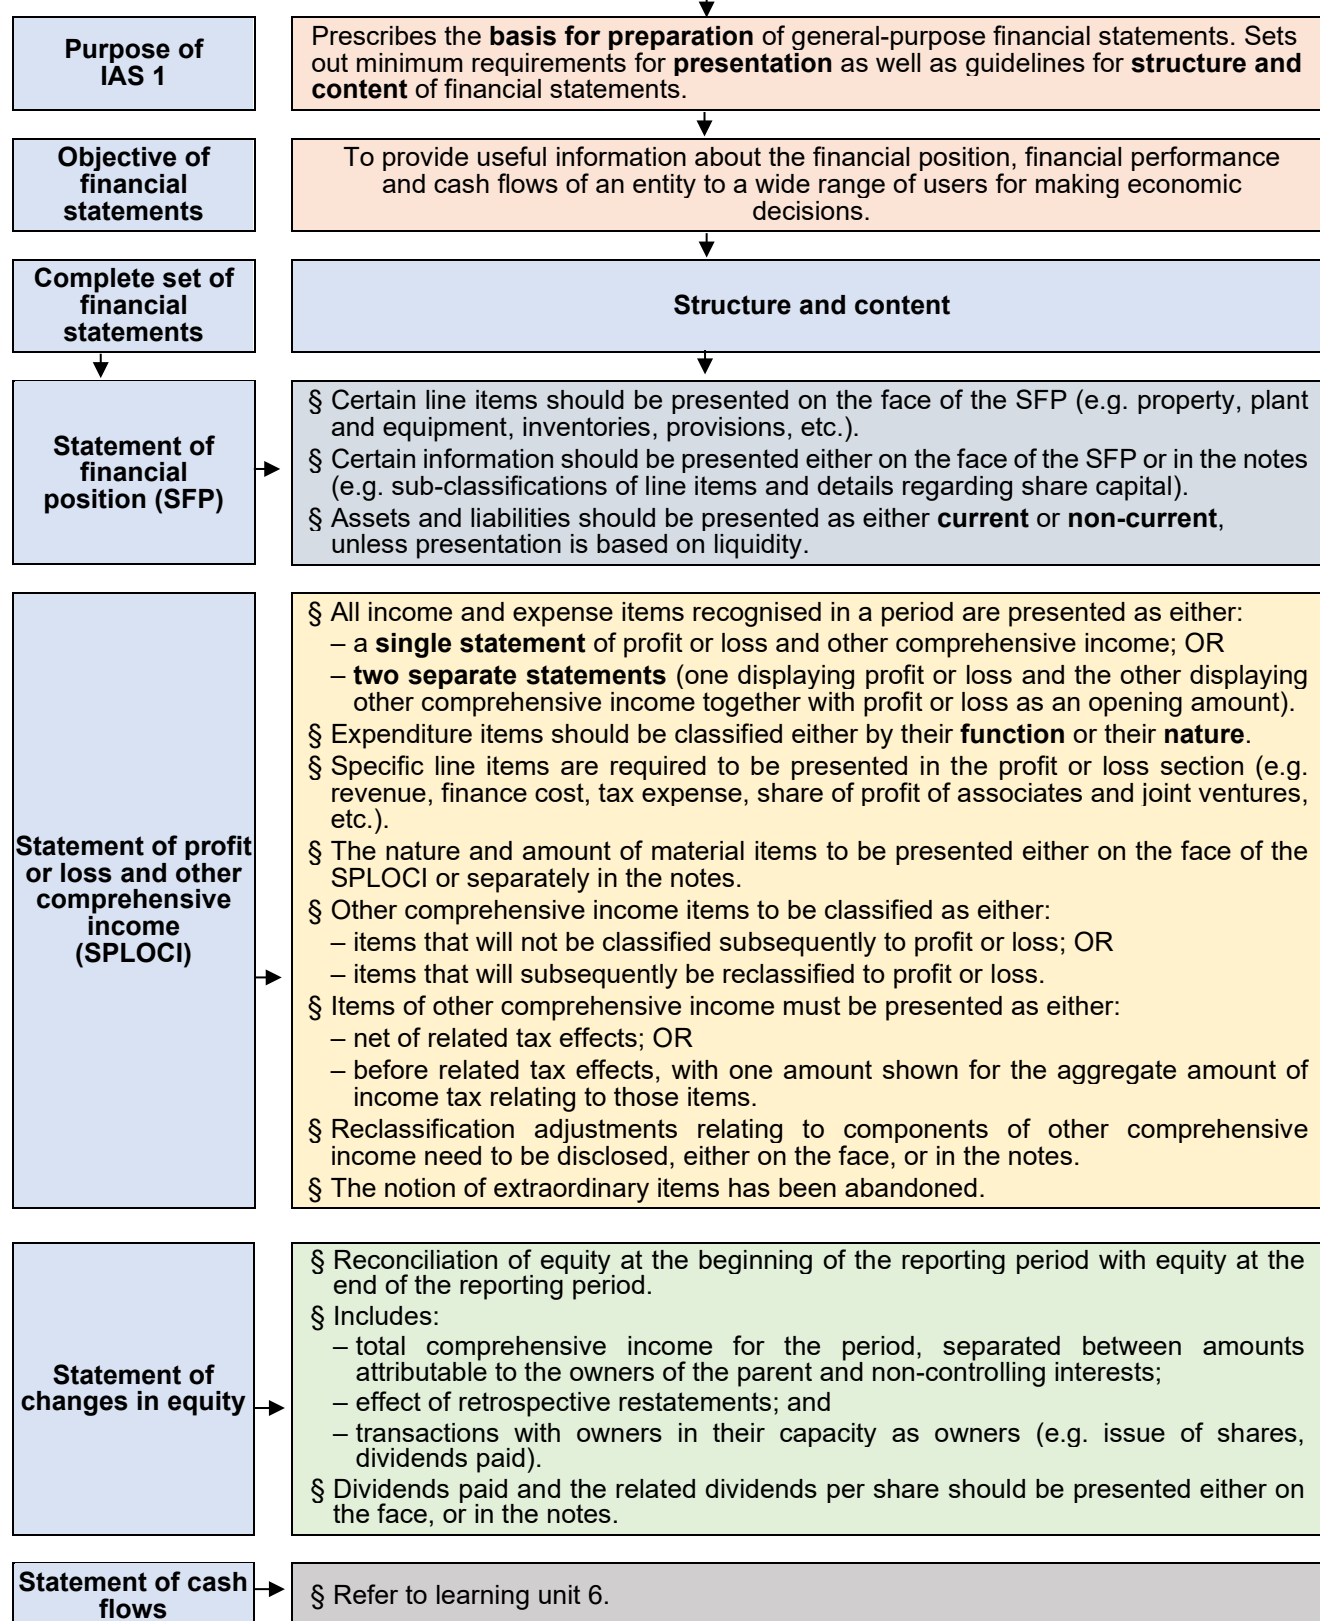 Purpose of
IAS 1
Prescribes the basis for preparation of general-purpose financial statements. Sets
out minimum requirements for presentation as well as guidelines for structure and
content of financial statements.
Objective of
financial
statements
To provide useful information about the financial position, financial performance
and cash flows of an entity to a wide range of users for making economic
decisions.
Complete set of
financial
statements
Structure and content
Statement of
financial
position (SFP)
§ Certain line items should be presented on the face of the SFP (e.g. property, plant
and equipment, inventories, provisions, etc.).
§ Certain information should be presented either on the face of the SFP or in the notes
(e.g. sub-classifications of line items and details regarding share capital).
§ Assets and liabilities should be presented as either current or non-current,
unless presentation is based on liquidity.
Statement of profit
or loss and other
comprehensive
income
(SPLOCI)
§ All income and expense items recognised in a period are presented as either:
– a single statement of profit or loss and other comprehensive income; OR
– two separate statements (one displaying profit or loss and the other displaying
other comprehensive income together with profit or loss as an opening amount).
§ Expenditure items should be classified either by their function or their nature.
§ Specific line items are required to be presented in the profit or loss section (e.g.
revenue, finance cost, tax expense, share of profit of associates and joint ventures,
etc.).
§ The nature and amount of material items to be presented either on the face of the
SPLOCI or separately in the notes.
§ Other comprehensive income items to be classified as either:
– items that will not be classified subsequently to profit or loss; OR
– items that will subsequently be reclassified to profit or loss.
§ Items of other comprehensive income must be presented as either:
– net of related tax effects; OR
– before related tax effects, with one amount shown for the aggregate amount of
income tax relating to those items.
§ Reclassification adjustments relating to components of other comprehensive
income need to be disclosed, either on the face, or in the notes.
§ The notion of extraordinary items has been abandoned.
Statement of
changes in equity
§ Reconciliation of equity at the beginning of the reporting period with equity at the
end of the reporting period.
§ Includes:
– total comprehensive income for the period, separated between amounts
attributable to the owners of the parent and non-controlling interests;
– effect of retrospective restatements; and
– transactions with owners in their capacity as owners (e.g. issue of shares,
dividends paid).
§ Dividends paid and the related dividends per share should be presented either on
the face, or in the notes.
Statement of cash
flows
§ Refer to learning unit 6.